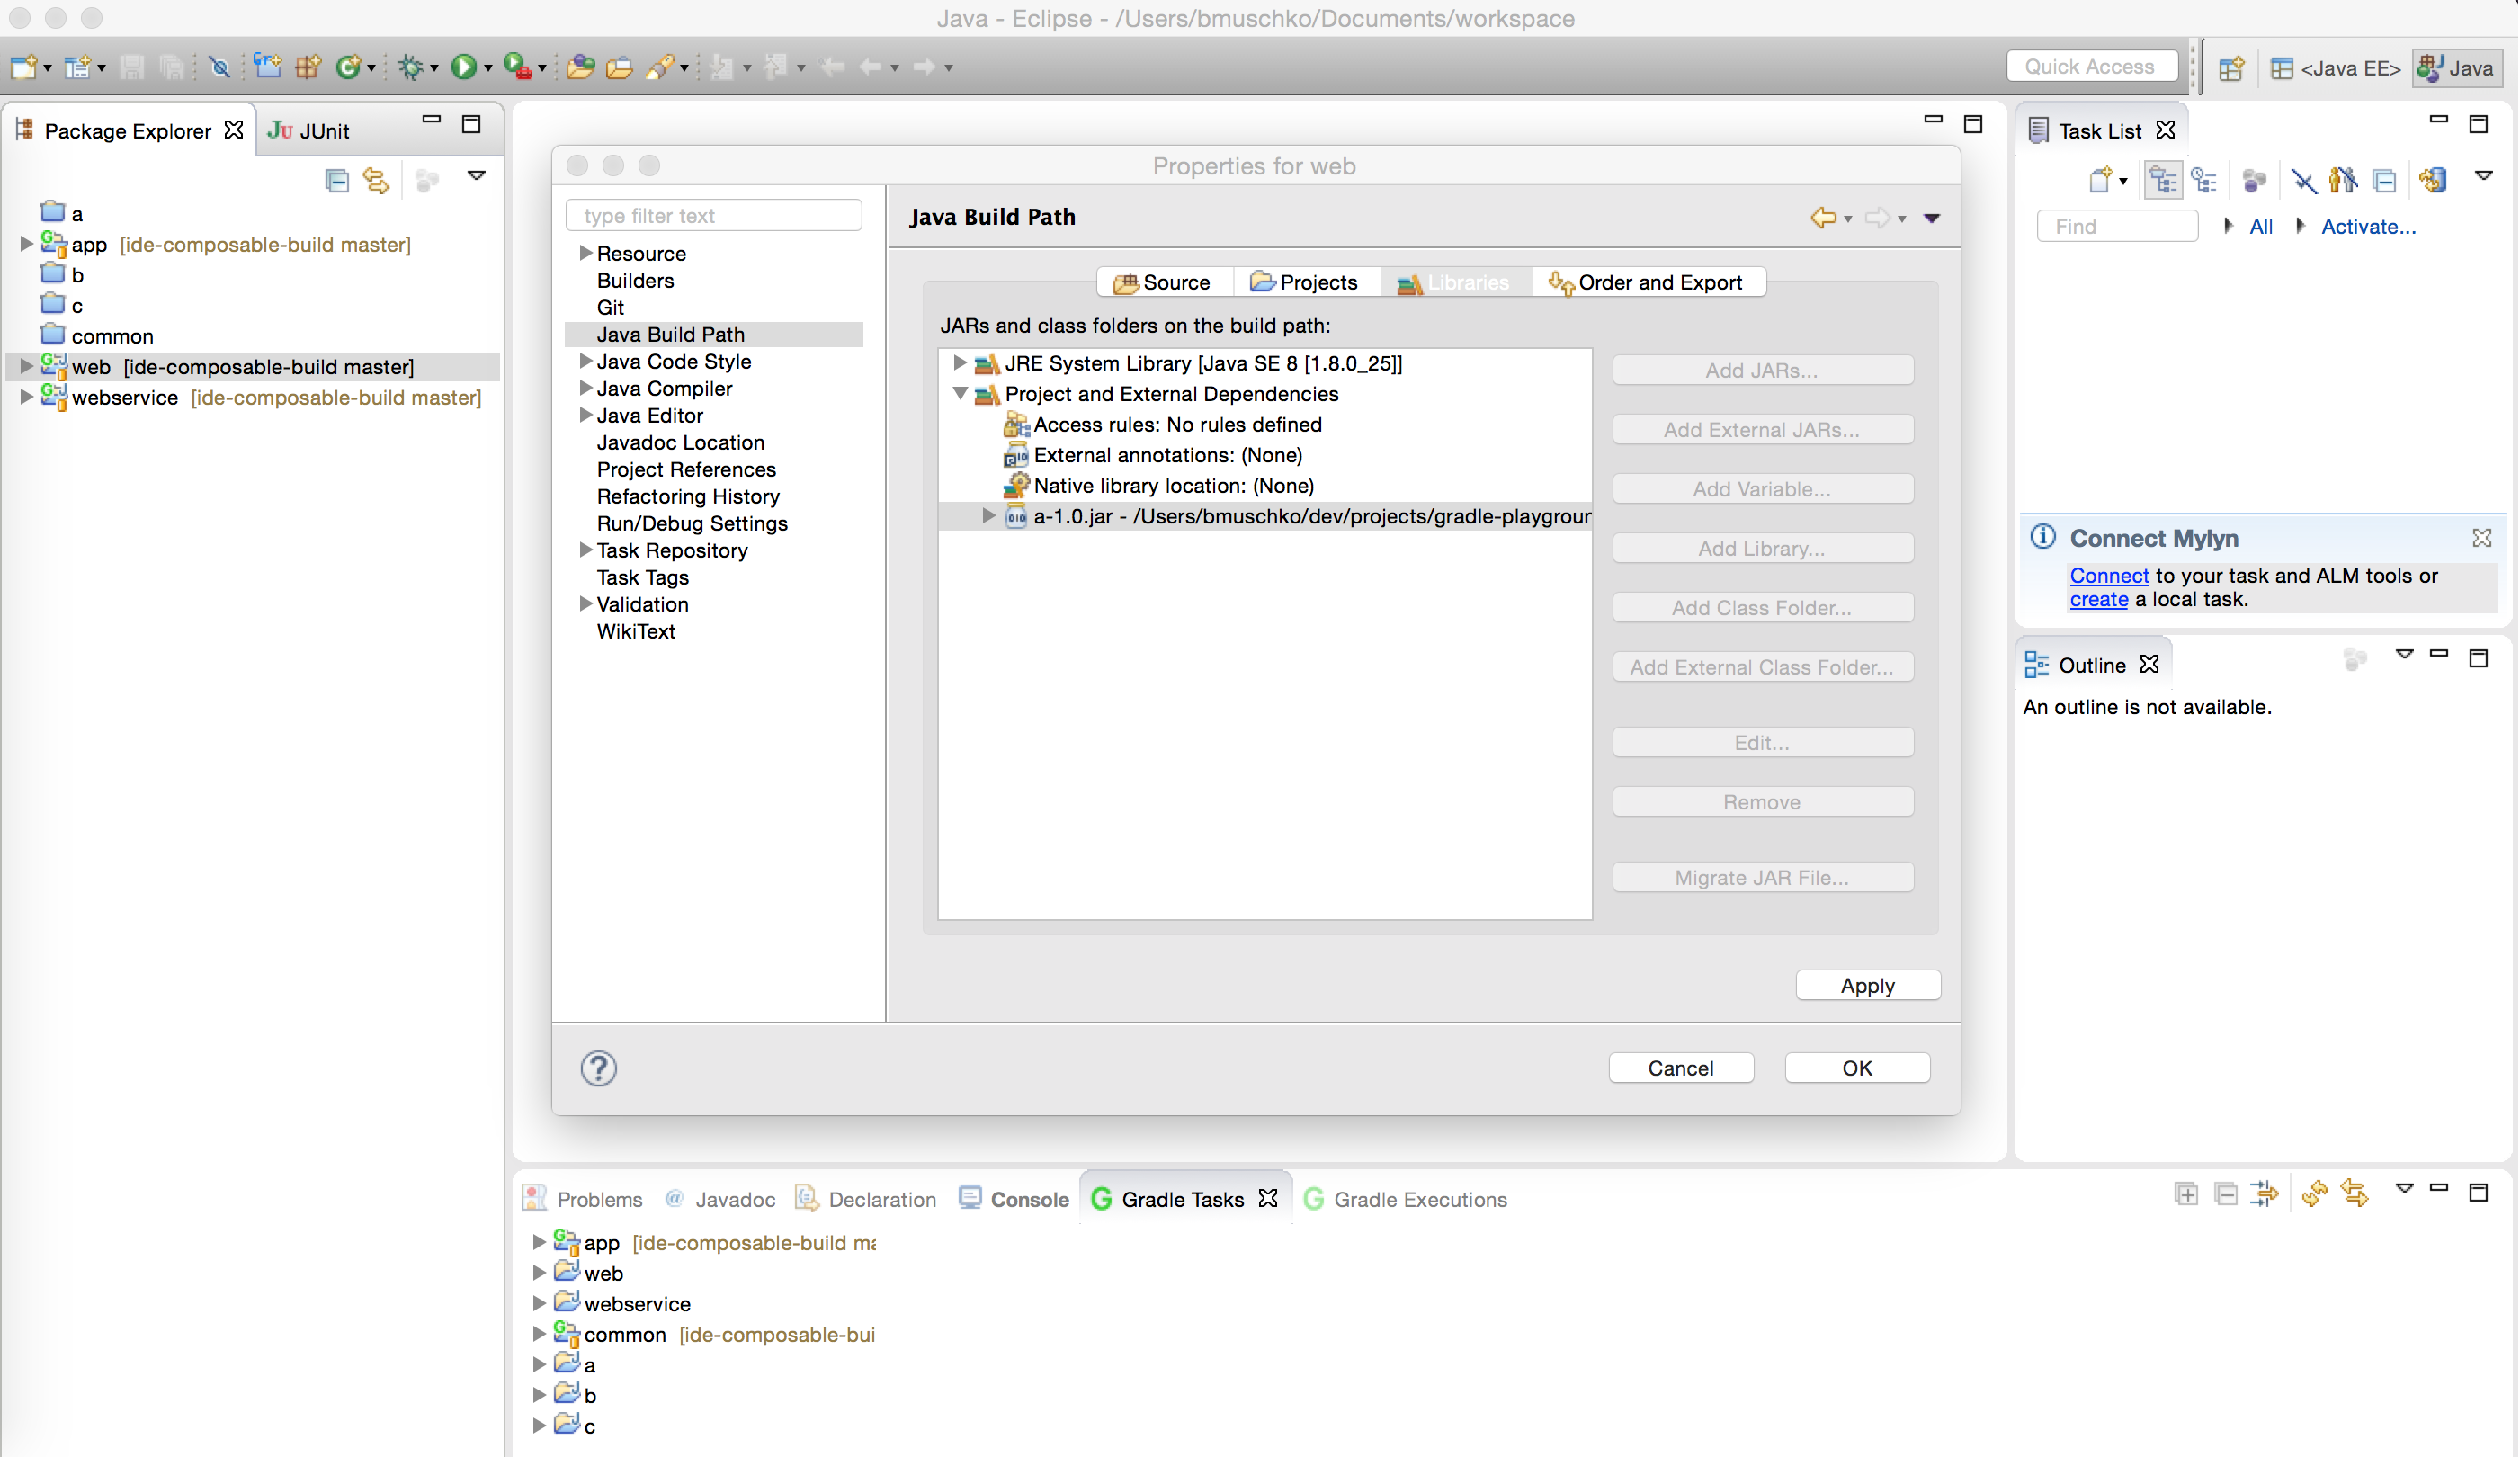 Java - Eclipse - /Users/bmuschko/Documents/workspace
Quick Access
<Java EE>
Java
Package Explorer
JUnit
a
app [ide-composable-build master]
b
c
common
web [ide-composable-build master]
webservice [ide-composable-build master]
Properties for web
type filter text
Resource
Builders
Git
Java Build Path
Java Code Style
Java Compiler
Java Editor
Javadoc Location
Project References
Refactoring History
Run/Debug Settings
Task Repository
Task Tags
Validation
WikiText
Java Build Path
Source
Projects
Libraries
Order and Export
JARs and class folders on the build path:
JRE System Library [Java SE 8 [1.8.0_25]]
Project and External Dependencies
Access rules: No rules defined
External annotations: (None)
Native library location: (None)
a-1.0.jar - /Users/bmuschko/dev/projects/gradle-playgroun
Add JARs...
Add External JARs...
Add Variable...
Add Library...
Add Class Folder...
Add External Class Folder...
Edit...
Remove
Migrate JAR File...
Apply
Cancel
OK
Task List
Find
All
Activate...
Connect Mylyn
Connect to your task and ALM tools or
create a local task.
Outline
An outline is not available.
Problems
Javadoc
Declaration
Console
Gradle Tasks
Gradle Executions
app [ide-composable-build ma
web
webservice
common [ide-composable-bui
a
b
c